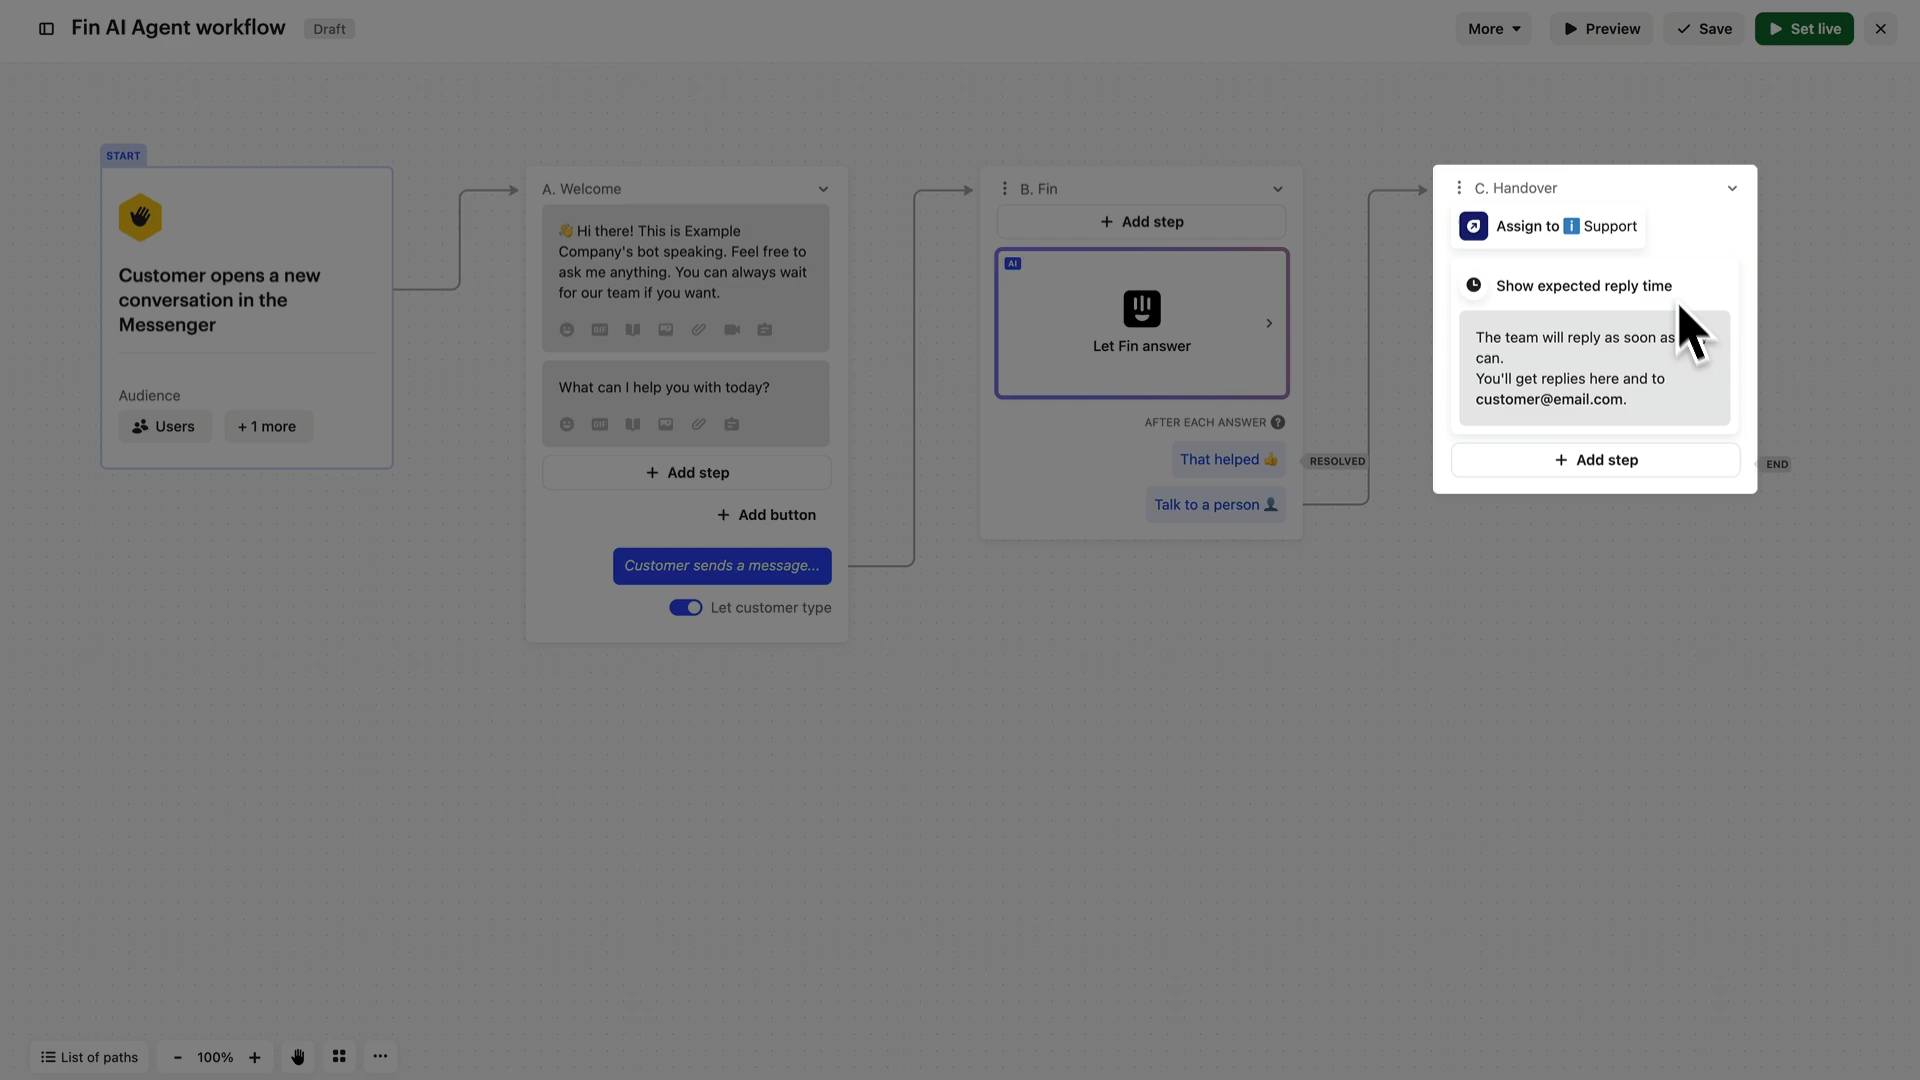 Fin AI Agent workflow
Draft
More
Preview
Save
Set live
START
Customer opens a new
conversation in the
Messenger
Audience
Users
+ 1 more
A. Welcome
👋 Hi there! This is Example
Company's bot speaking. Feel free to
ask me anything. You can always wait
for our team if you want.
GIF
What can I help you with today?
GIF
+ Add step
+ Add button
Customer sends a message...
Let customer type
B. Fin
+ Add step
AI
Let Fin answer
AFTER EACH ANSWER ?
That helped 👍
RESOLVED
Talk to a person 👤
C. Handover
Assign to ℹ️ Support
Show expected reply time
The team will reply as soon as
can.
You'll get replies here and to
customer@email.com.
+ Add step
END
List of paths
- 100% +